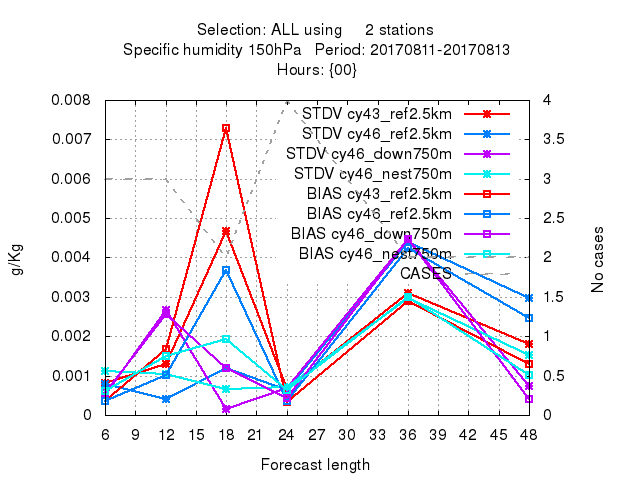 Selection: ALL using 2 stations
Specific humidity 150hPa Period: 20170811-20170813
Hours: {00}
0.008
0.007
0.006
0.005
0.004
0.003
0.002
0.001
0
g/Kg
STDV cy43_ref2.5km
STDV cy46_ref2.5km
STDV cy46_down750m
STDV cy46_nest750m
BIAS cy43_ref2.5km
BIAS cy46_ref2.5km
BIAS cy46_down750m
BIAS cy46_nest750m
CASES
4
3.5
3
2.5
2
1.5
1
0.5
0
No cases
6 9 12 15 18 21 24 27 30 33 36 39 42 45 48
Forecast length